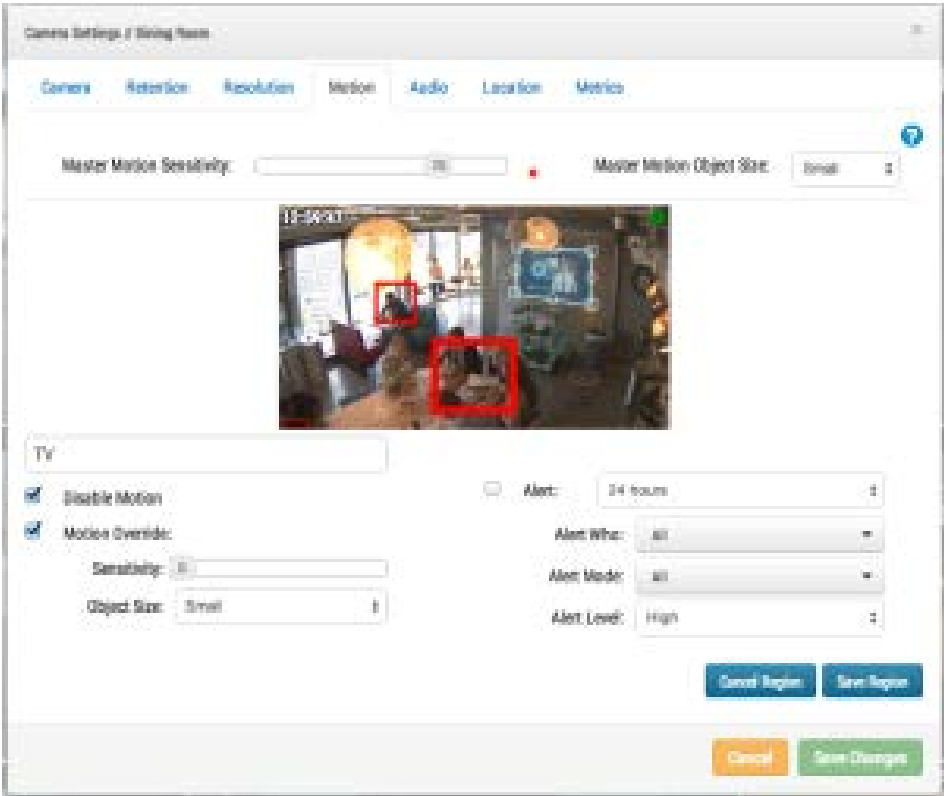 Camera Settings / Dining Room
Camera Retention Resolution Motion Audio Location Metrics
Master Motion Sensitivity:
Master Motion Object Size: Small
TV
Disable Motion
Motion Override:
Sensitivity:
Object Size: Small
Alert: 24 hours
Alert Who: All
Alert Mode: All
Alert Level: High
Cancel Region Save Region
Cancel Save Changes